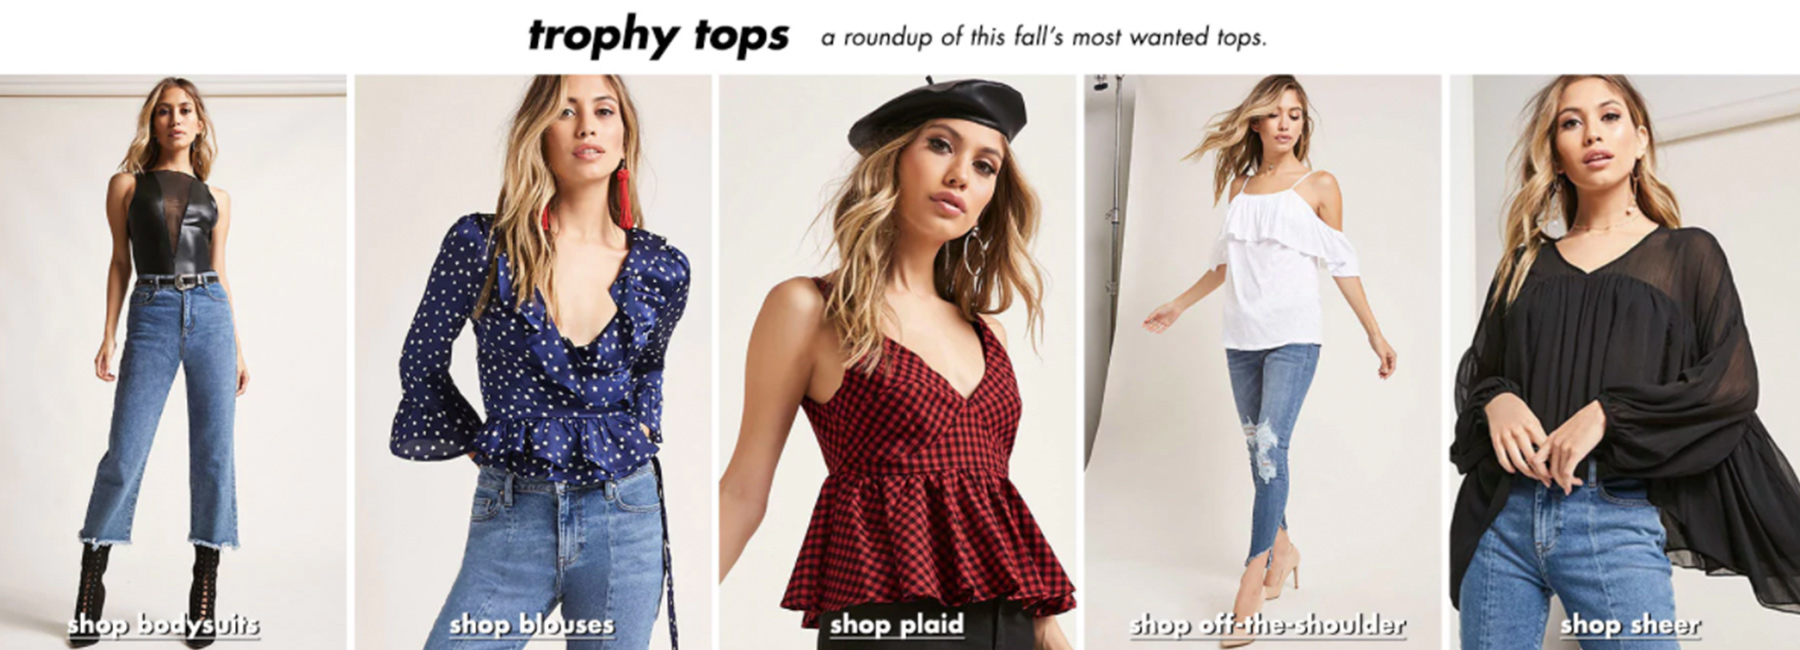 trophy tops a roundup of this fall's most wanted tops.
shop bodysuits
shop blouses
shop plaid
shop off-the-shoulder
shop sheer